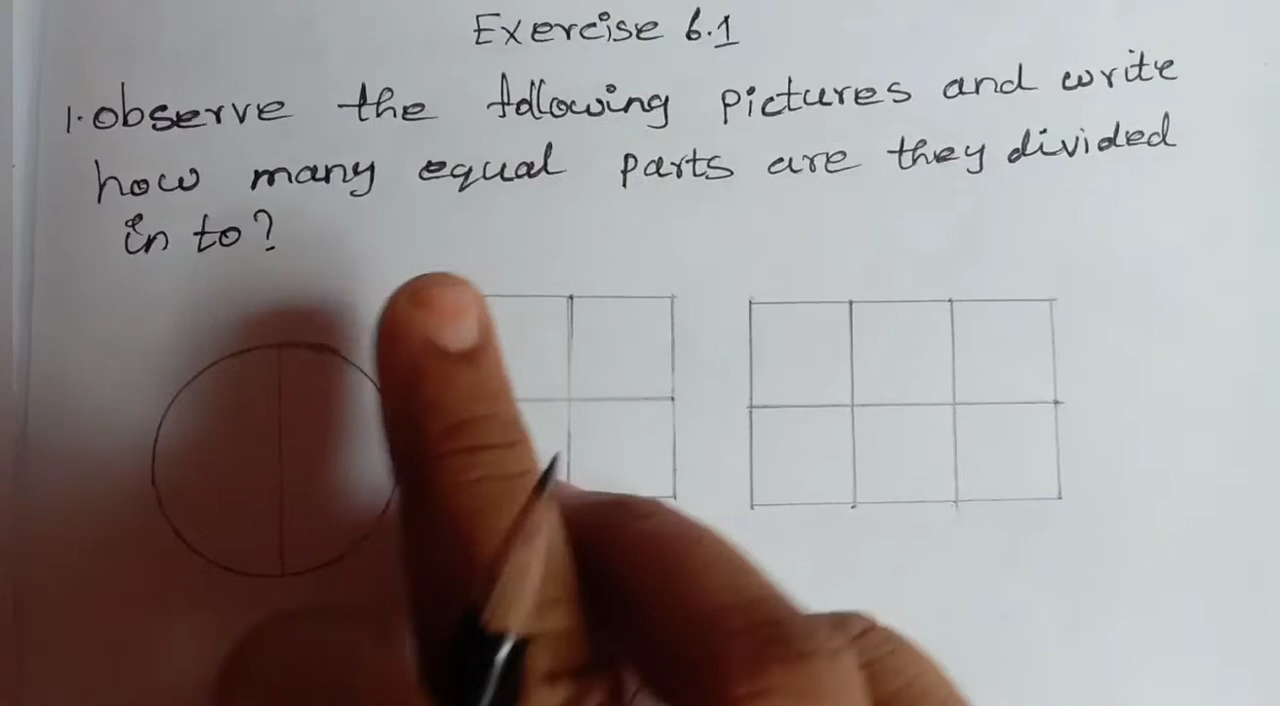 Exercise 6.1
1. observe the following pictures and write
how many equal parts are they divided
in to?